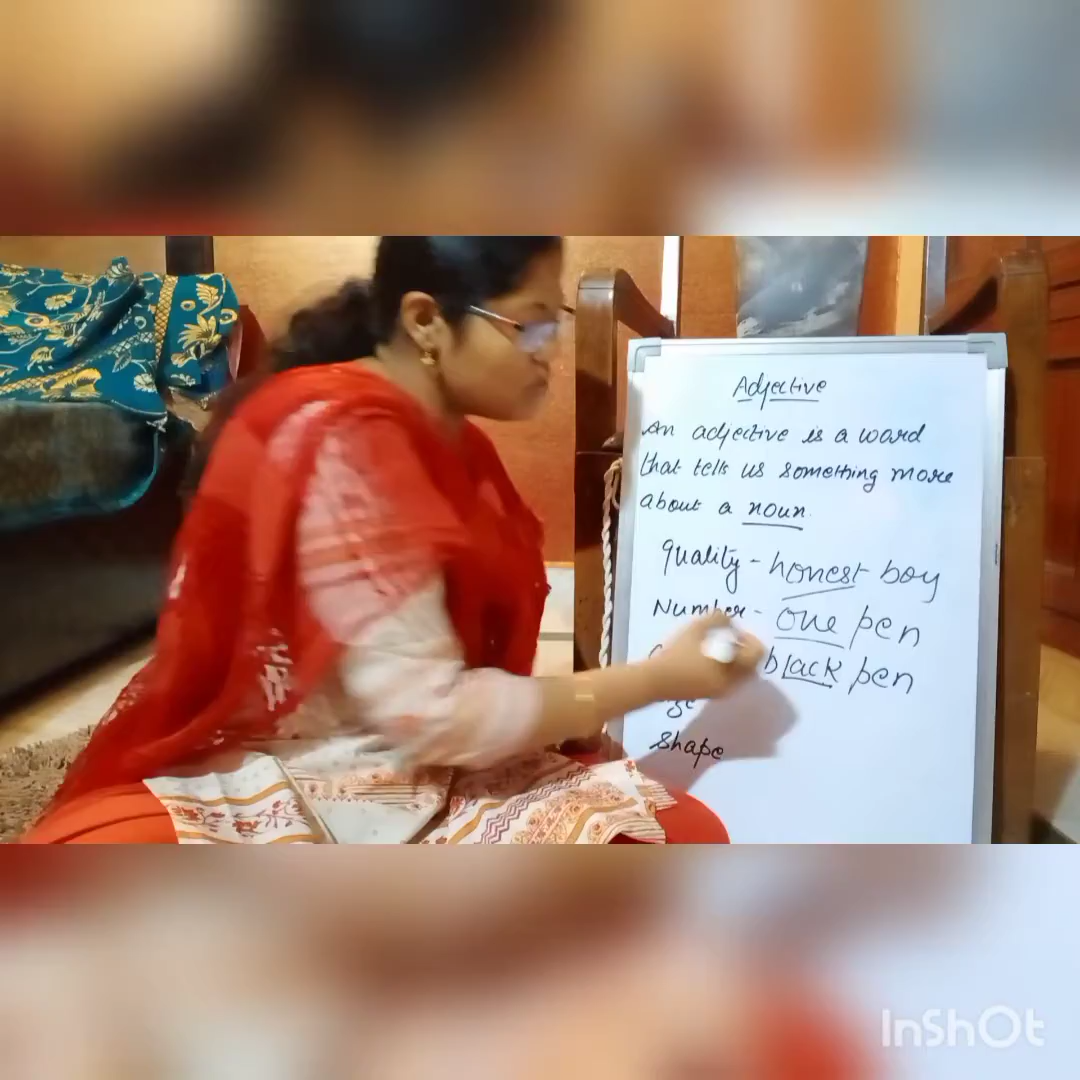 Adjective
An adjective is a word
that tells us something more
about a noun.
Quality - honest boy
Number - one pen
black pen
Shape
InShOt